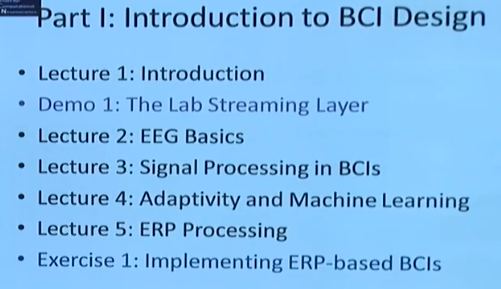 Part I: Introduction to BCI Design
• Lecture 1: Introduction
• Demo 1: The Lab Streaming Layer
• Lecture 2: EEG Basics
• Lecture 3: Signal Processing in BCIs
• Lecture 4: Adaptivity and Machine Learning
• Lecture 5: ERP Processing
• Exercise 1: Implementing ERP-based BCIs